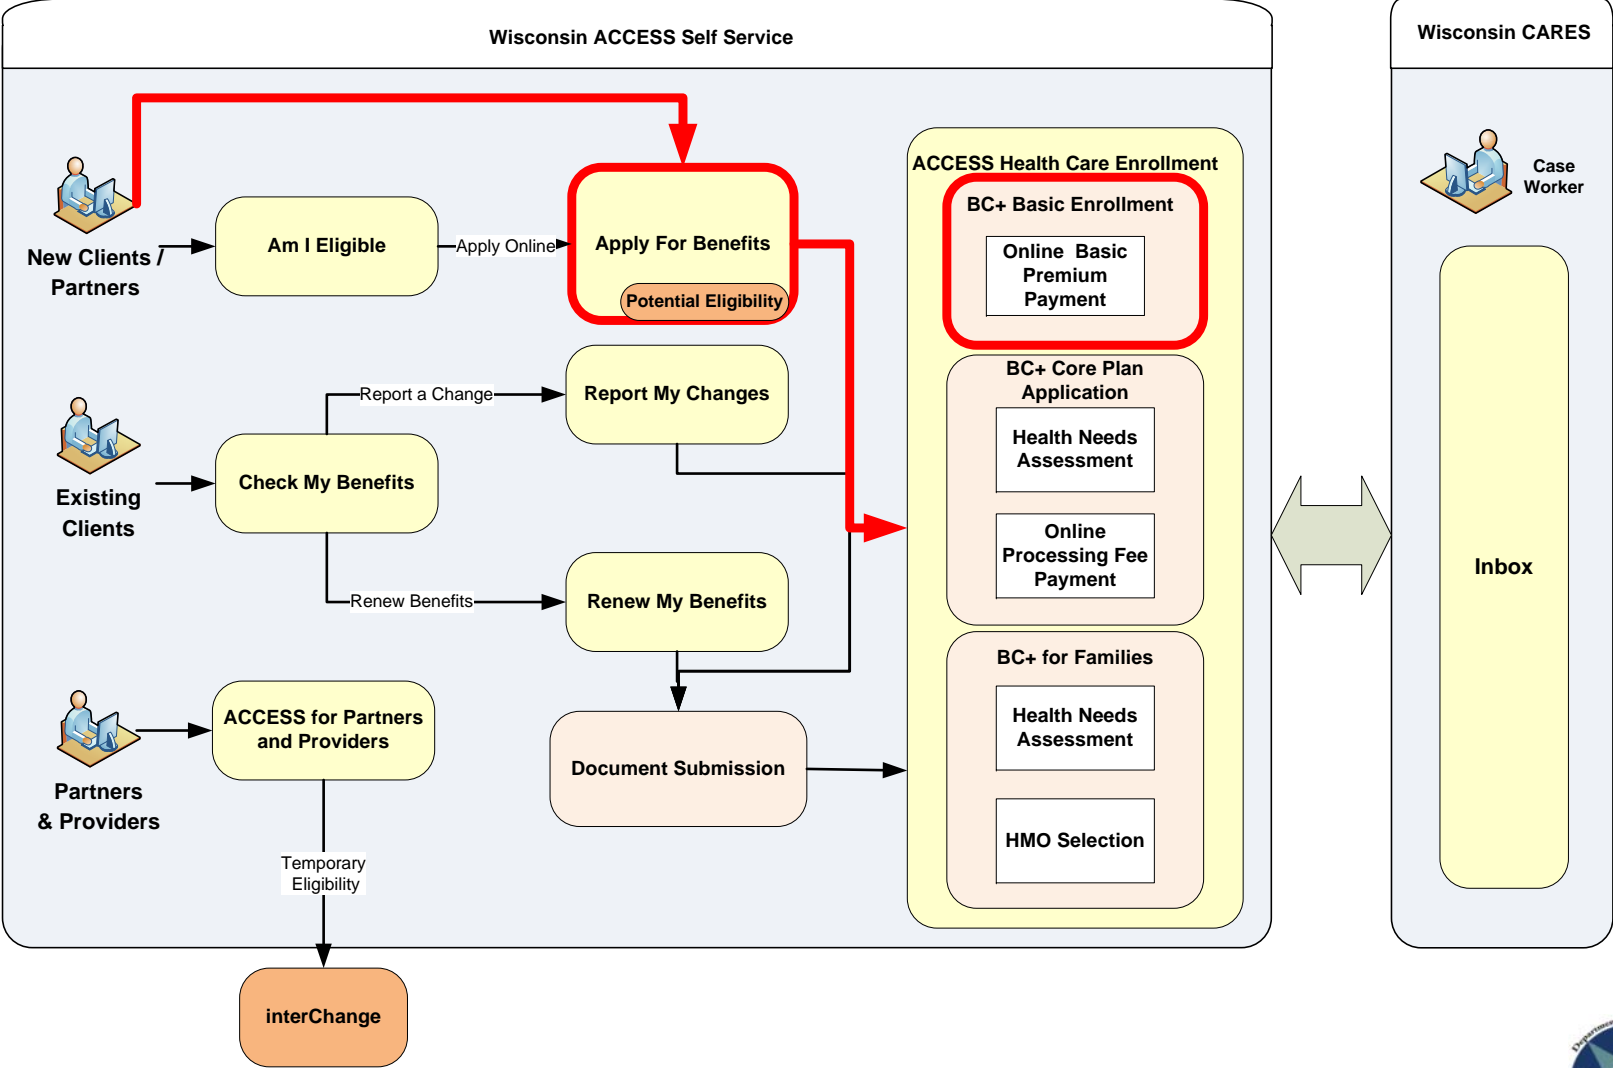 Wisconsin ACCESS Self Service
Wisconsin CARES
New Clients /
Partners
Am I Eligible
Apply Online
Apply For Benefits
Potential Eligibility
Existing
Clients
Check My Benefits
Report a Change
Report My Changes
Renew Benefits
Renew My Benefits
Partners
& Providers
ACCESS for Partners
and Providers
Temporary
Eligibility
interChange
Document Submission
ACCESS Health Care Enrollment
BC+ Basic Enrollment
Online Basic
Premium
Payment
BC+ Core Plan
Application
Health Needs
Assessment
Online
Processing Fee
Payment
BC+ for Families
Health Needs
Assessment
HMO Selection
Case
Worker
Inbox